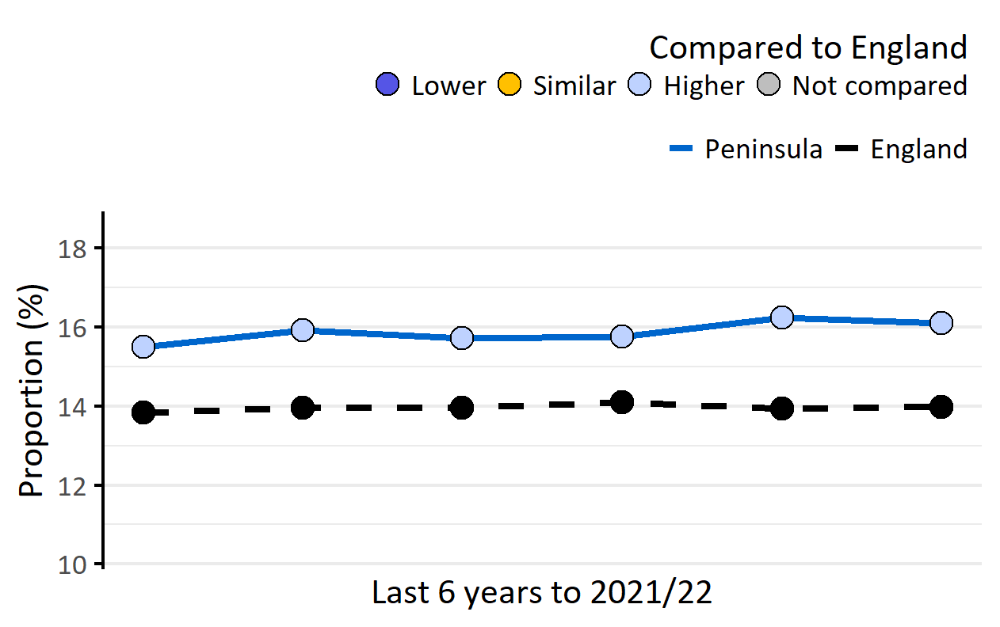 Compared to England
Lower Similar Higher Not compared
Peninsula England
Proportion (%)
18
16
14
12
10
Last 6 years to 2021/22